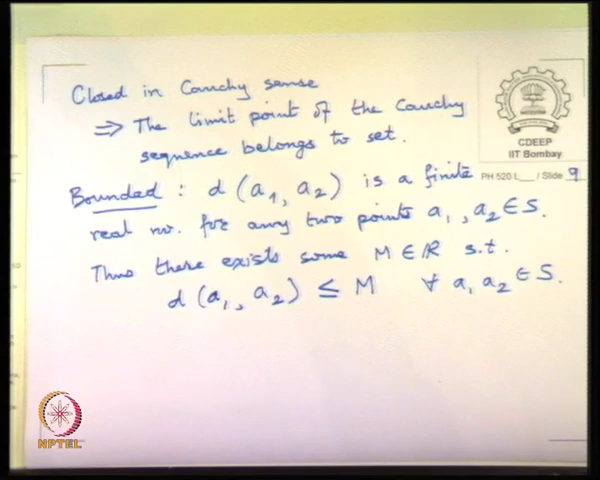 Closed in Cauchy sense
⇒ The limit point of the Cauchy
sequence belongs to set.
CDEEP
IIT Bombay
PH 520 L__ / Slide 9
Bounded : d(a₁, a₂) is a finite
real no. for any two points a₁, a₂ ∈ S.
Thus there exists some M ∈ ℝ s.t.
d(a₁, a₂) ≤ M ∀ a₁ a₂ ∈ S.
NPTEL